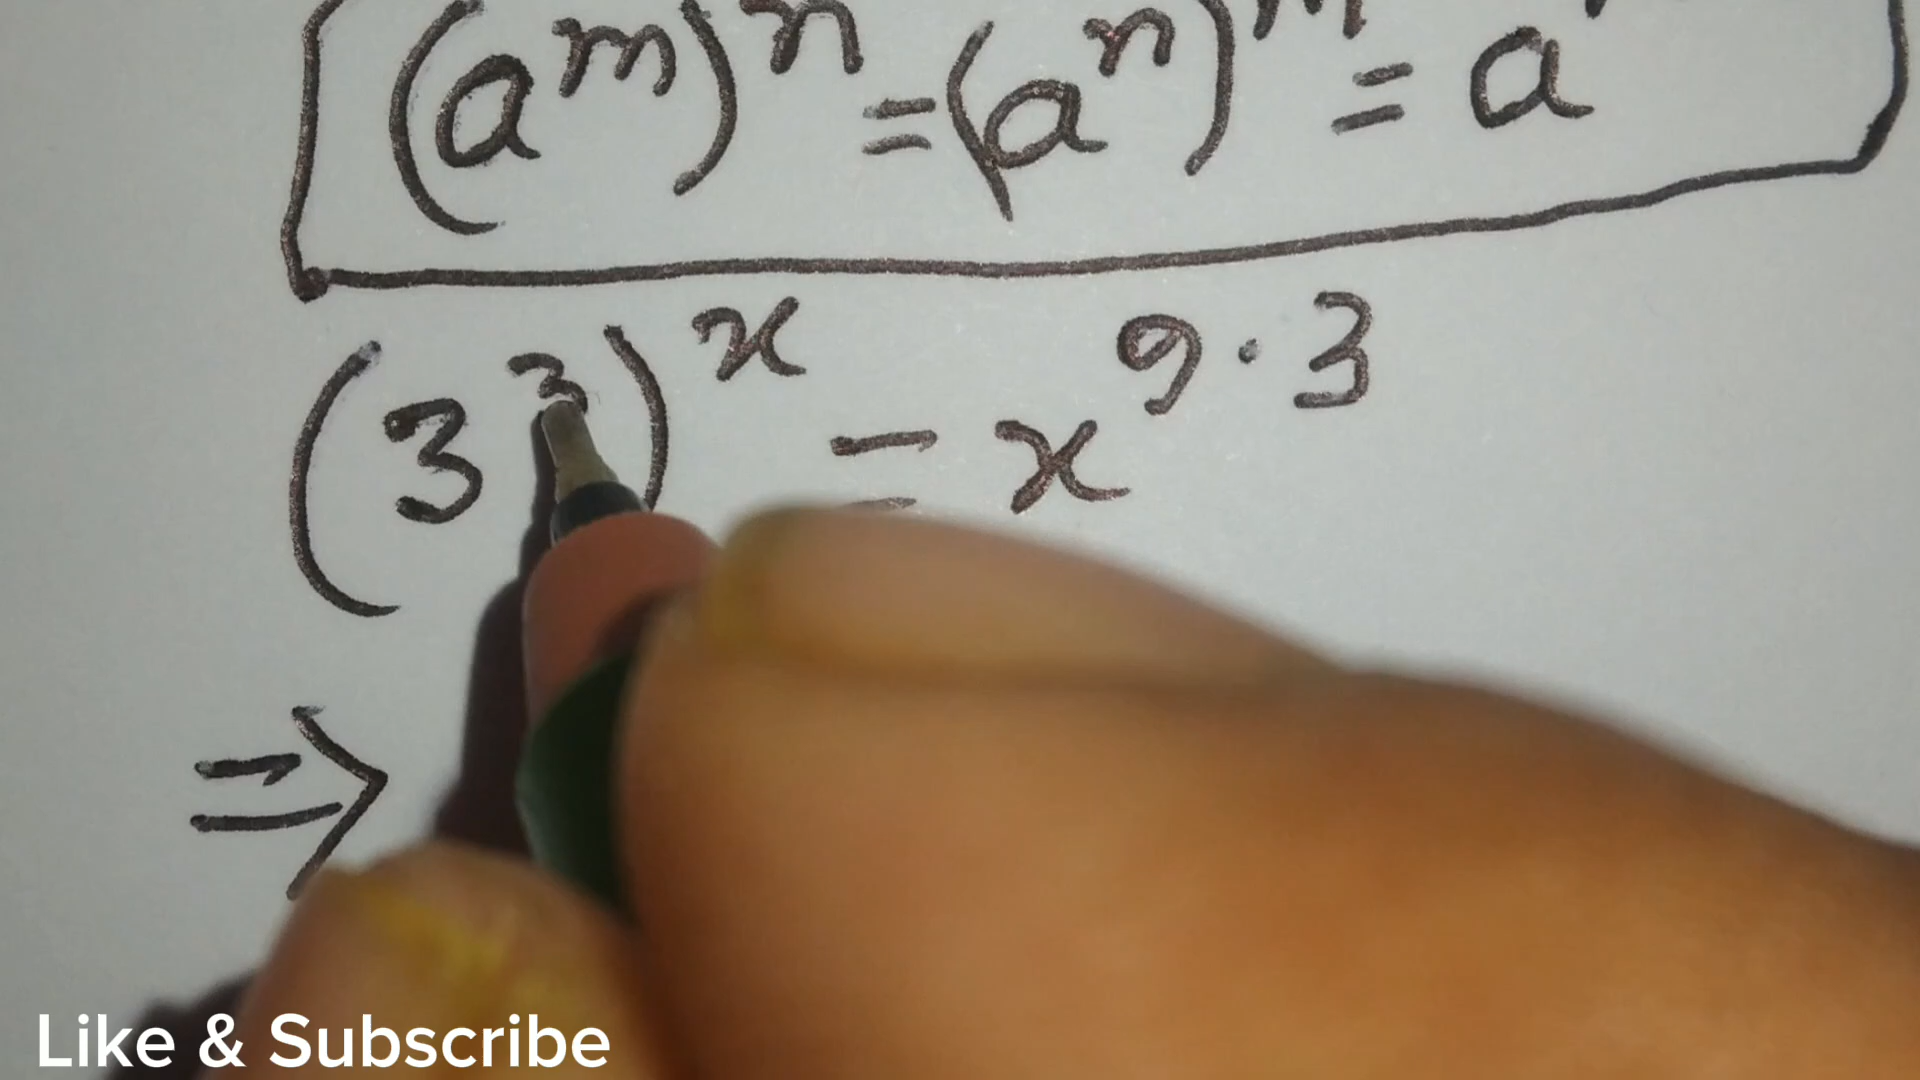 (a^m)^n = (a^n)^m = a
(3^3)^x = x^9·3
⇒
Like & Subscribe